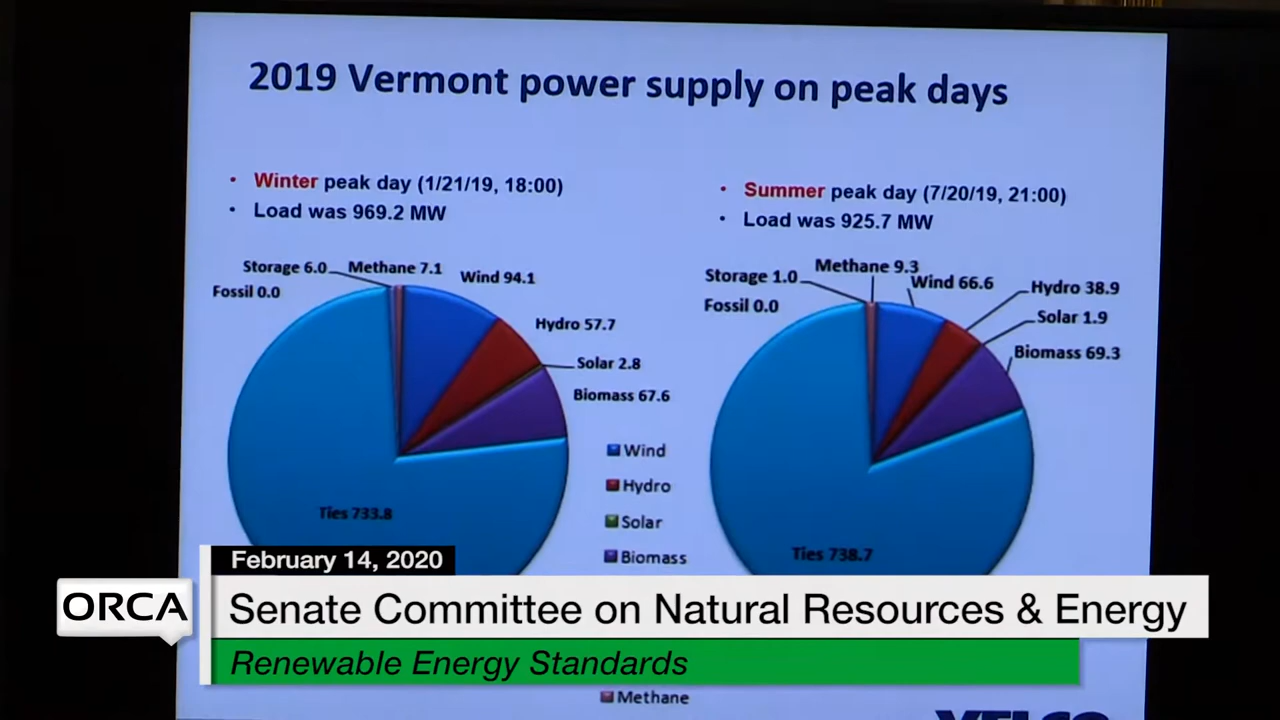 2019 Vermont power supply on peak days
• Winter peak day (1/21/19, 18:00)
• Load was 969.2 MW
Storage 6.0
Methane 7.1
Wind 94.1
Fossil 0.0
Hydro 57.7
Solar 2.8
Biomass 67.6
Ties 733.8
• Summer peak day (7/20/19, 21:00)
• Load was 925.7 MW
Storage 1.0
Methane 9.3
Wind 66.6
Hydro 38.9
Fossil 0.0
Solar 1.9
Biomass 69.3
Ties 738.7
Wind
Hydro
Solar
Biomass
Methane
February 14, 2020
ORCA
Senate Committee on Natural Resources & Energy
Renewable Energy Standards